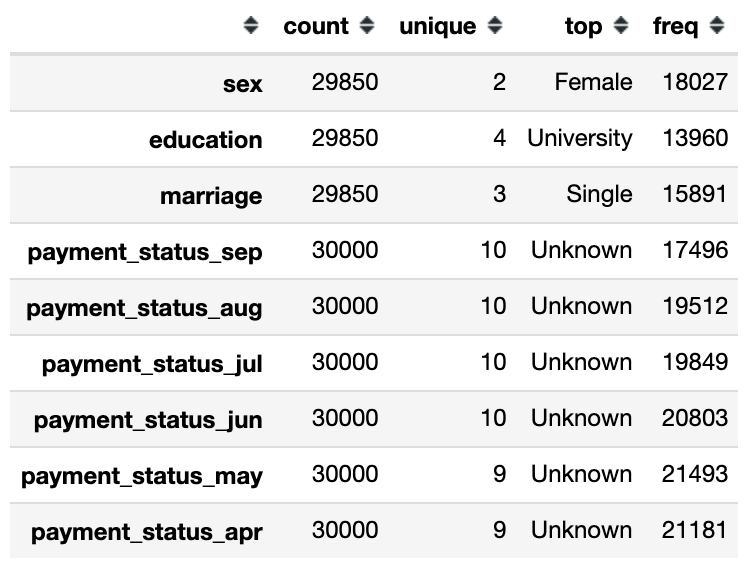 count unique top freq
sex 29850 2 Female 18027
education 29850 4 University 13960
marriage 29850 3 Single 15891
payment_status_sep 30000 10 Unknown 17496
payment_status_aug 30000 10 Unknown 19512
payment_status_jul 30000 10 Unknown 19849
payment_status_jun 30000 10 Unknown 20803
payment_status_may 30000 9 Unknown 21493
payment_status_apr 30000 9 Unknown 21181